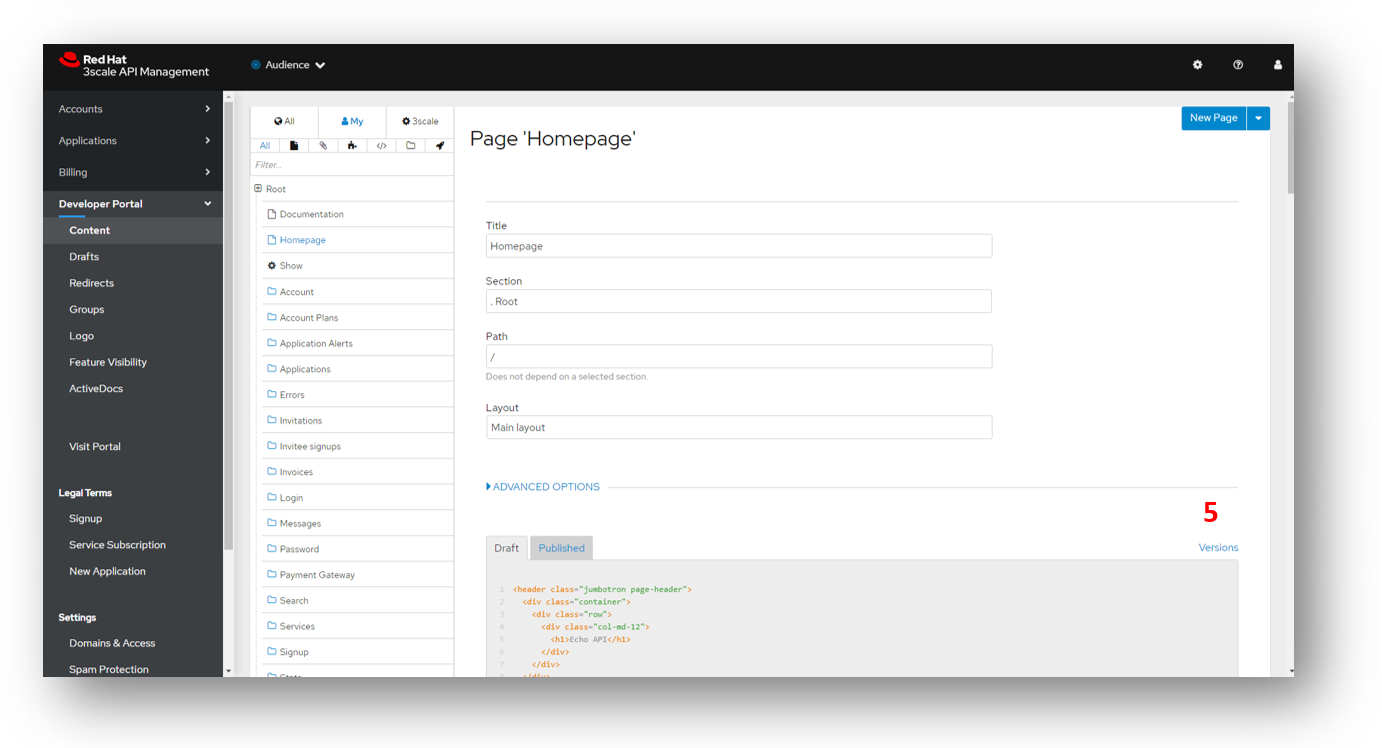 Red Hat
3scale API Management
Audience
Accounts
Applications
Billing
Developer Portal
Content
Drafts
Redirects
Groups
Logo
Feature Visibility
ActiveDocs
Visit Portal
Legal Terms
Signup
Service Subscription
New Application
Settings
Domains & Access
Spam Protection
All
My
3scale
All
Filter...
Root
Documentation
Homepage
Show
Account
Account Plans
Application Alerts
Applications
Errors
Invitations
Invitee signups
Invoices
Login
Messages
Password
Payment Gateway
Search
Services
Signup
New Page
Page 'Homepage'
Title
Homepage
Section
. Root
Path
/
Does not depend on a selected section.
Layout
Main layout
ADVANCED OPTIONS
5
Draft Published Versions
1 <header class="jumbotron page-header">
2 <div class="container">
3 <div class="row">
4 <div class="col-md-12">
5 <h1>Echo API</h1>
6 </div>
7 </div>
8 </div>